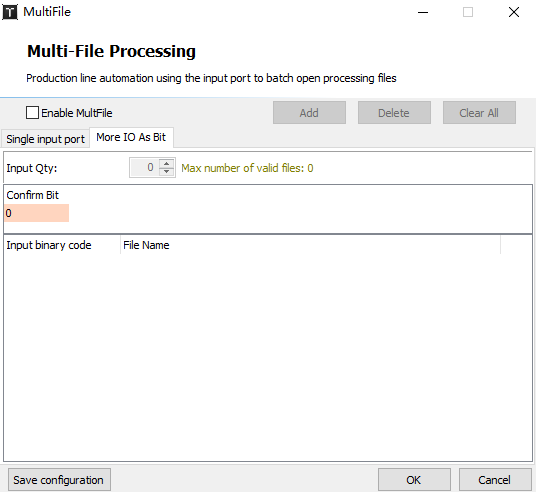 MultiFile
Multi-File Processing
Production line automation using the input port to batch open processing files
Enable MultFile
Add
Delete
Clear All
Single input port
More IO As Bit
Input Qty:
0
Max number of valid files: 0
Confirm Bit
0
Input binary code
File Name
Save configuration
OK
Cancel